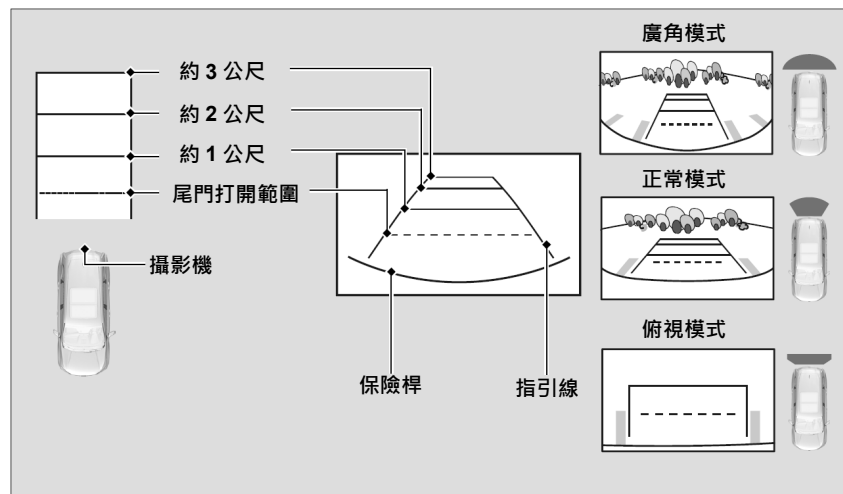 約 3 公尺
約 2 公尺
約 1 公尺
尾門打開範圍
攝影機
保險桿
指引線
廣角模式
正常模式
俯視模式